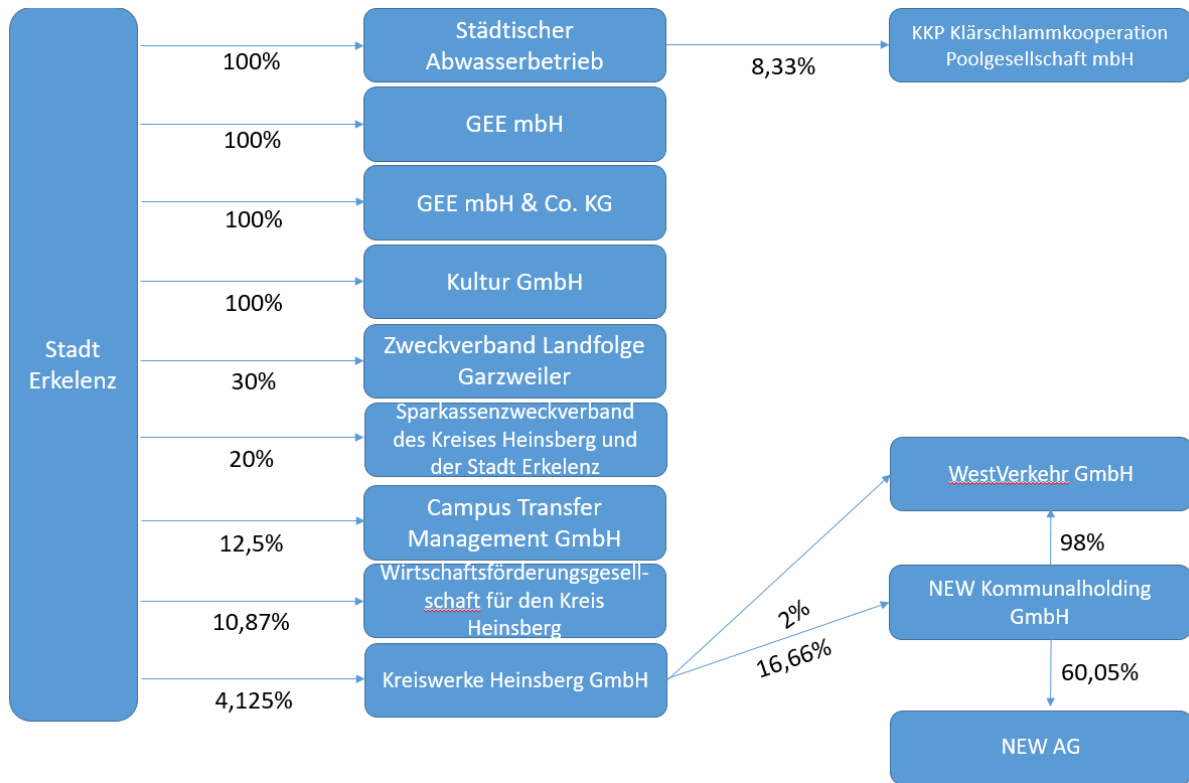 Stadt
Erkelenz
100%
Städtischer
Abwasserbetrieb
8,33%
KKP Klärschlammkooperation
Poolgesellschaft mbH
100%
GEE mbH
100%
GEE mbH & Co. KG
100%
Kultur GmbH
30%
Zweckverband Landfolge
Garzweiler
20%
Sparkassenzweckverband
des Kreises Heinsberg und
der Stadt Erkelenz
12,5%
Campus Transfer
Management GmbH
10,87%
Wirtschaftsförderungsgesell-
schaft für den Kreis
Heinsberg
4,125%
Kreiswerke Heinsberg GmbH
2%
16,66%
WestVerkehr GmbH
98%
NEW Kommunalholding
GmbH
60,05%
NEW AG